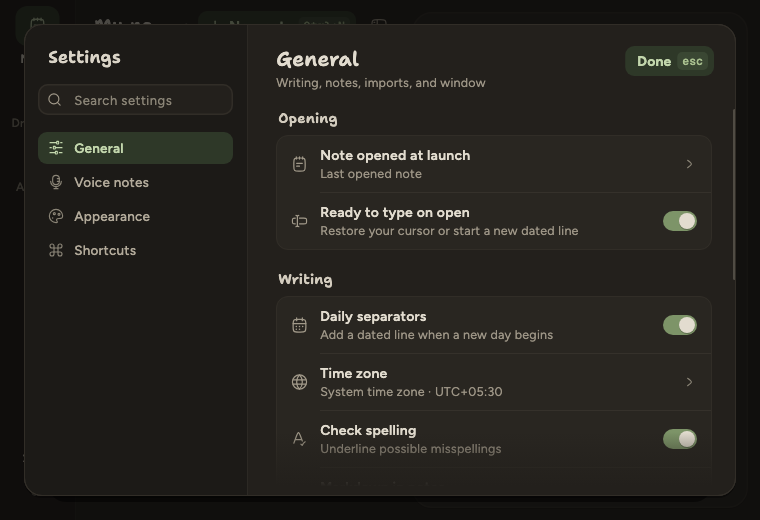 Settings
Search settings
General
Voice notes
Appearance
Shortcuts
General
Writing, notes, imports, and window
Done esc
Opening
Note opened at launch
Last opened note
Ready to type on open
Restore your cursor or start a new dated line
Writing
Daily separators
Add a dated line when a new day begins
Time zone
System time zone · UTC+05:30
Check spelling
Underline possible misspellings